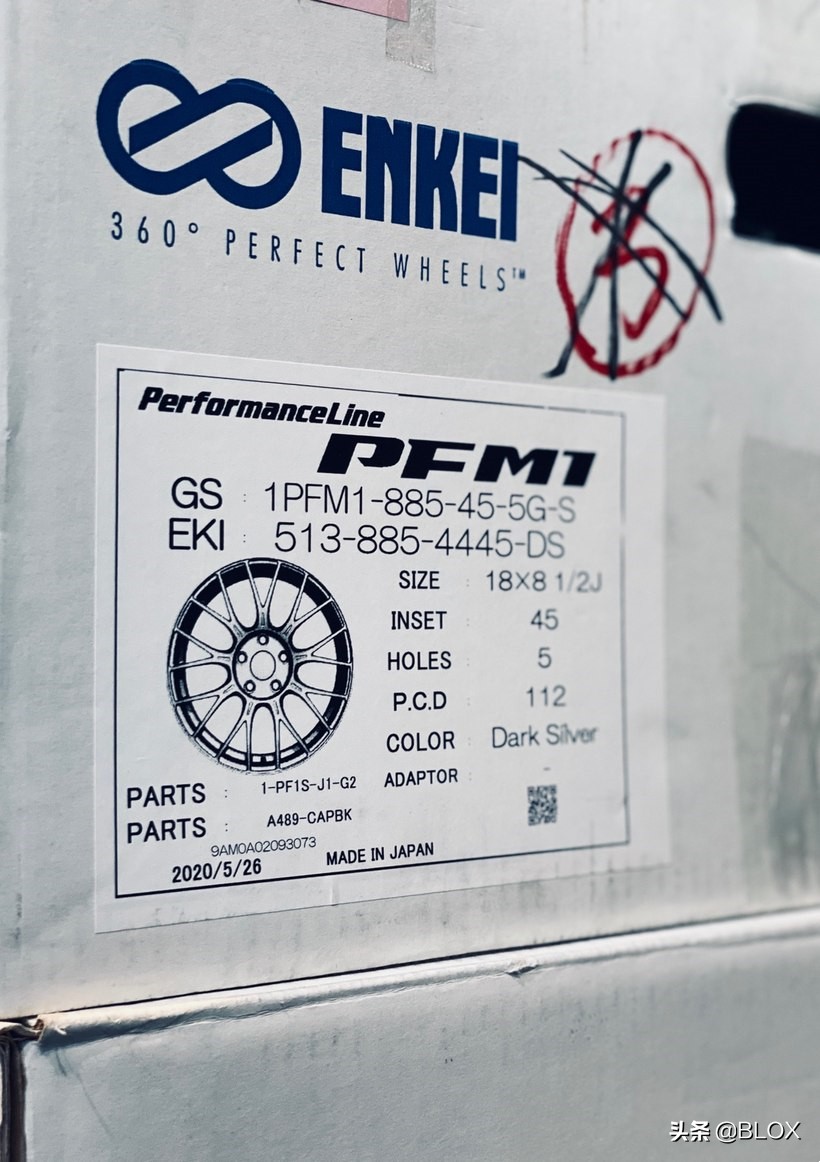 ENKEI
360° PERFECT WHEELS™
PerformanceLine
PFM1
GS : 1PFM1-885-45-5G-S
EKI : 513-885-4445-DS
SIZE : 18×8 1/2J
INSET : 45
HOLES : 5
P.C.D : 112
COLOR : Dark Silver
ADAPTOR : -
PARTS : 1-PF1S-J1-G2
PARTS : A489-CAPBK
9AM0A02093073
2020/5/26 MADE IN JAPAN
头条 @BLOX